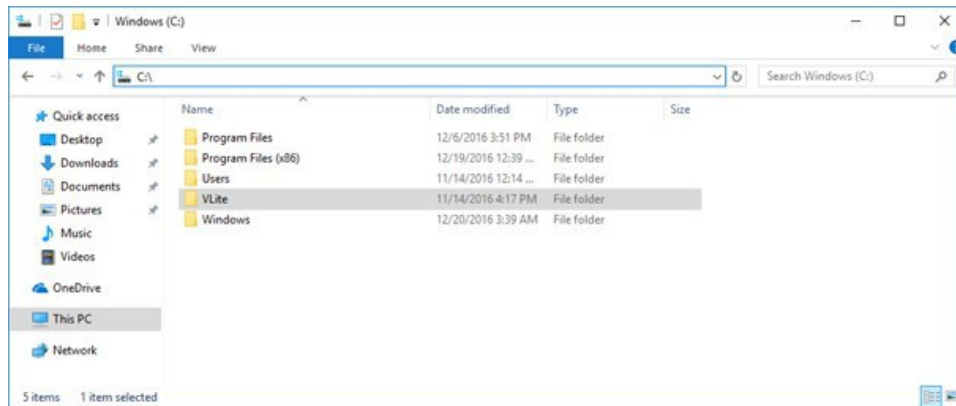 Windows (C:)
File Home Share View
C:\ Search Windows (C:)
Name Date modified Type Size
Quick access
Desktop
Downloads
Documents
Pictures
Music
Videos
OneDrive
This PC
Network
Program Files 12/6/2016 3:51 PM File folder
Program Files (x86) 12/19/2016 12:39 ... File folder
Users 11/14/2016 12:14 ... File folder
VLite 11/14/2016 4:17 PM File folder
Windows 12/20/2016 3:39 AM File folder
5 items 1 item selected